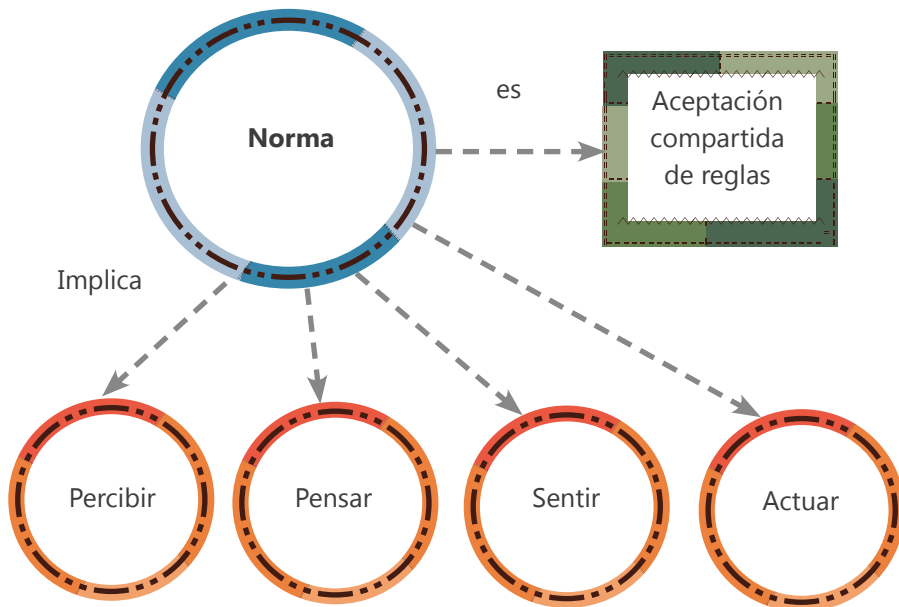 es
Norma
Aceptación
compartida
de reglas
Implica
Percibir
Pensar
Sentir
Actuar